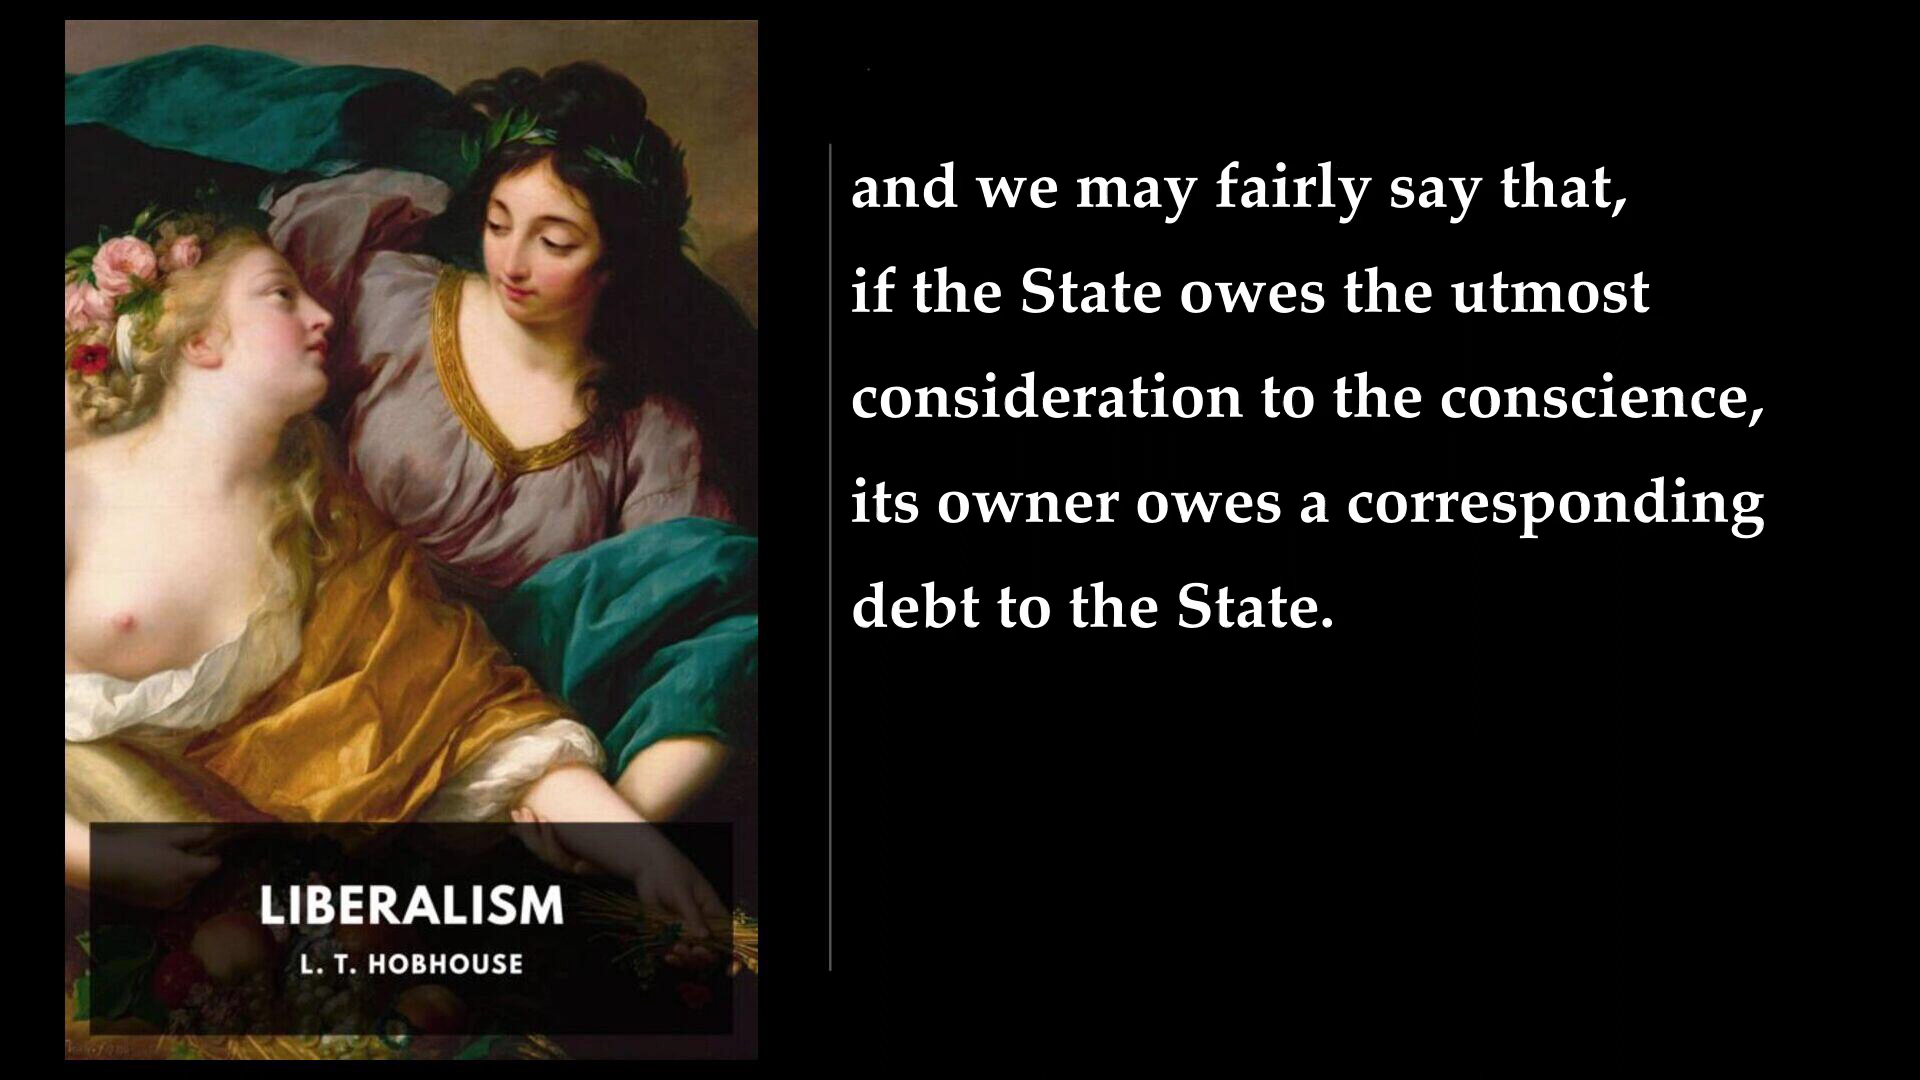 LIBERALISM
L. T. HOBHOUSE
and we may fairly say that,
if the State owes the utmost
consideration to the conscience,
its owner owes a corresponding
debt to the State.